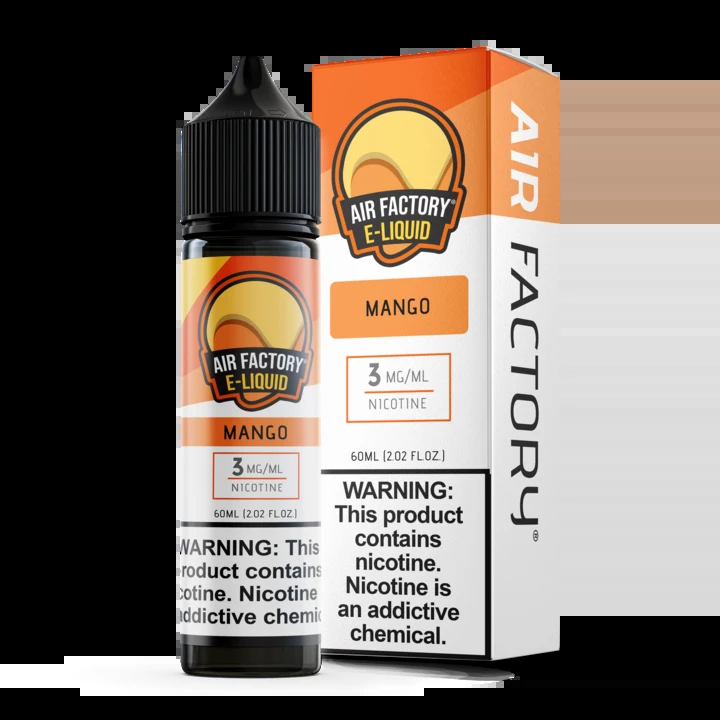 AIR FACTORY®
E-LIQUID
MANGO
3 MG/ML
NICOTINE
60ML (2.02 FL.OZ.)
WARNING: This
product contains
nicotine. Nicotine
addictive chemic
AIR FACTORY®
E-LIQUID
MANGO
3 MG/ML
NICOTINE
60ML (2.02 FL.OZ.)
WARNING:
This product
contains
nicotine.
Nicotine is
an addictive
chemical.
AIR FACTORY®